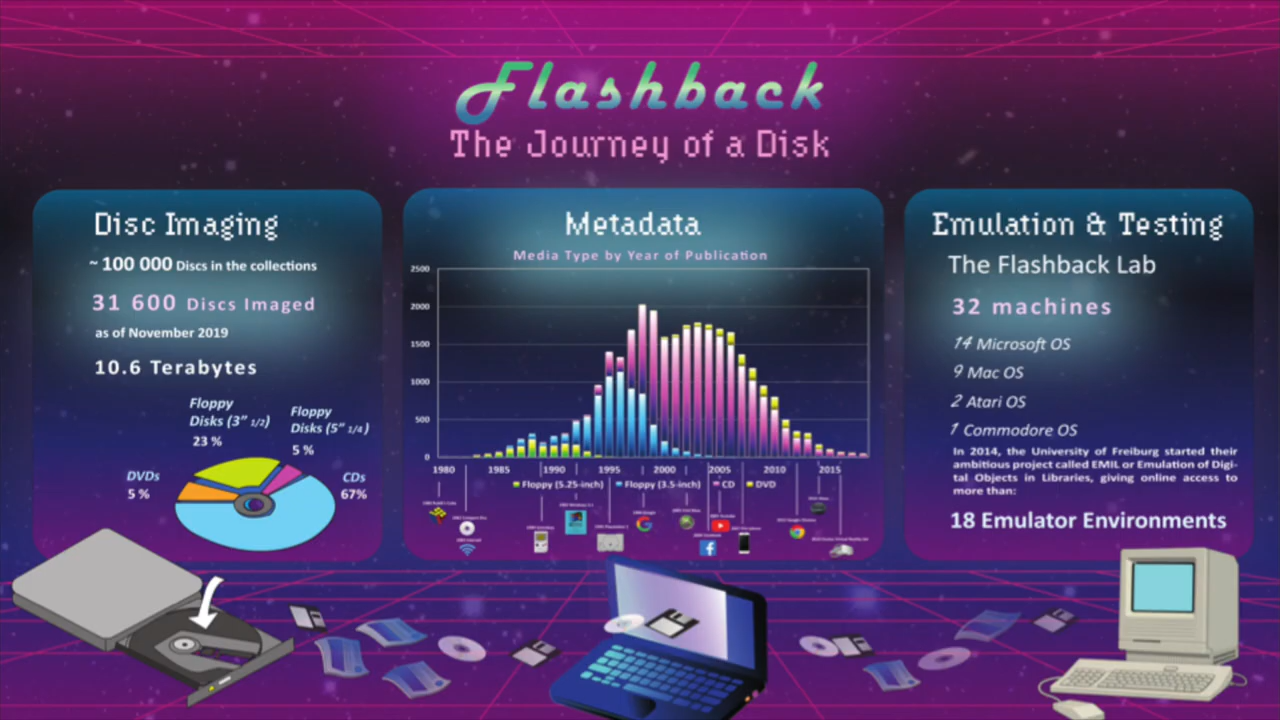 Flashback
The Journey of a Disk
Disc Imaging
~ 100 000 Discs in the collections
31 600 Discs Imaged
as of November 2019
10.6 Terabytes
Floppy
Disks (3" 1/2)
23 %
Floppy
Disks (5" 1/4)
5 %
DVDs
5 %
CDs
67%
Metadata
Media Type by Year of Publication
2500
2000
1500
1000
500
0
1980 1985 1990 1995 2000 2005 2010 2015
Floppy (5.25-inch) Floppy (3.5-inch) CD DVD
Emulation & Testing
The Flashback Lab
32 machines
14 Microsoft OS
9 Mac OS
2 Atari OS
1 Commodore OS
In 2014, the University of Freiburg started their
ambitious project called EMIL or Emulation of Digi-
tal Objects in Libraries, giving online access to
more than:
18 Emulator Environments